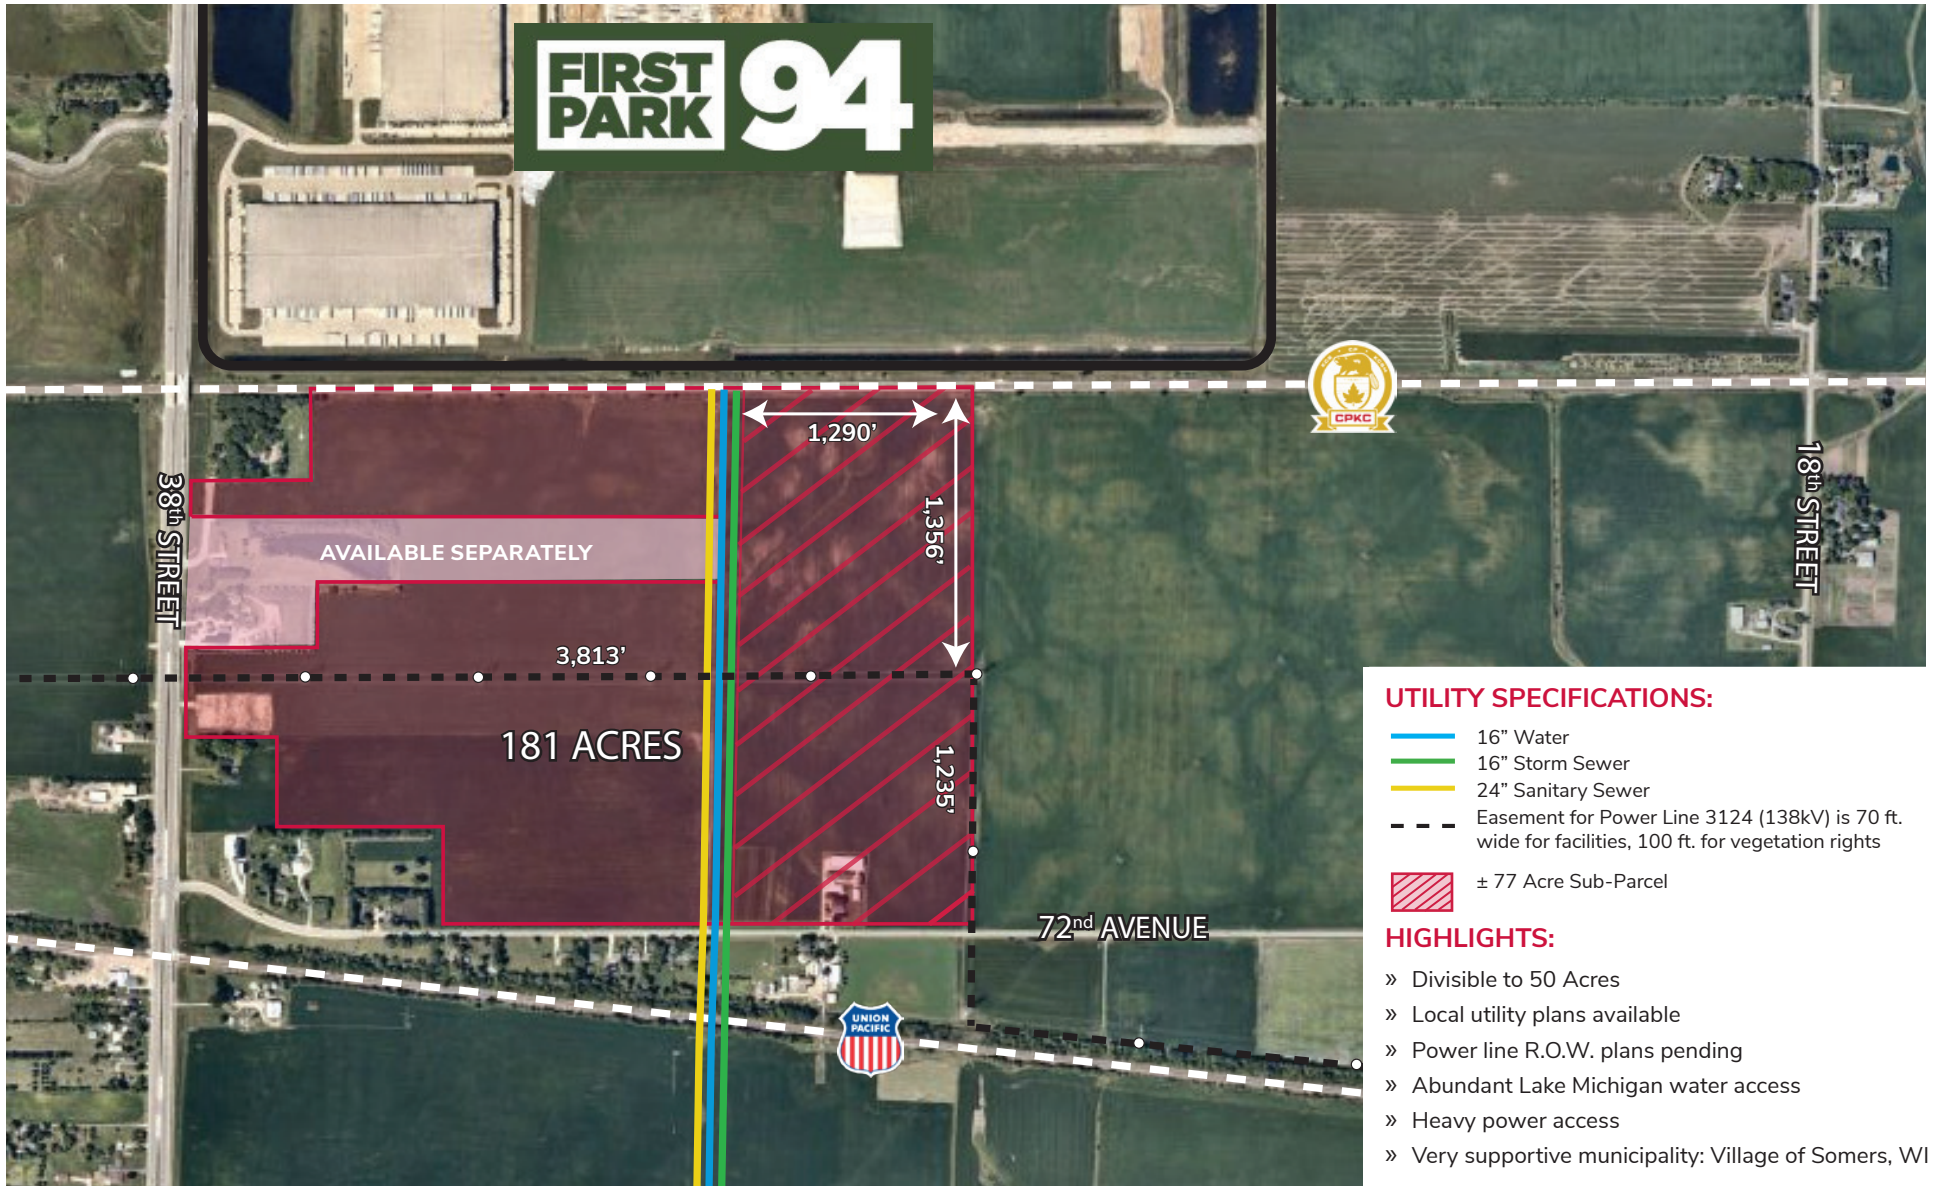 FIRST
PARK
94
CPKC
1,290’
1,356’
38th STREET
18th STREET
AVAILABLE SEPARATELY
3,813’
181 ACRES
1,235’
72nd AVENUE
UNION
PACIFIC
UTILITY SPECIFICATIONS:
16” Water
16” Storm Sewer
24” Sanitary Sewer
Easement for Power Line 3124 (138kV) is 70 ft.
wide for facilities, 100 ft. for vegetation rights
± 77 Acre Sub-Parcel
HIGHLIGHTS:
» Divisible to 50 Acres
» Local utility plans available
» Power line R.O.W. plans pending
» Abundant Lake Michigan water access
» Heavy power access
» Very supportive municipality: Village of Somers, WI